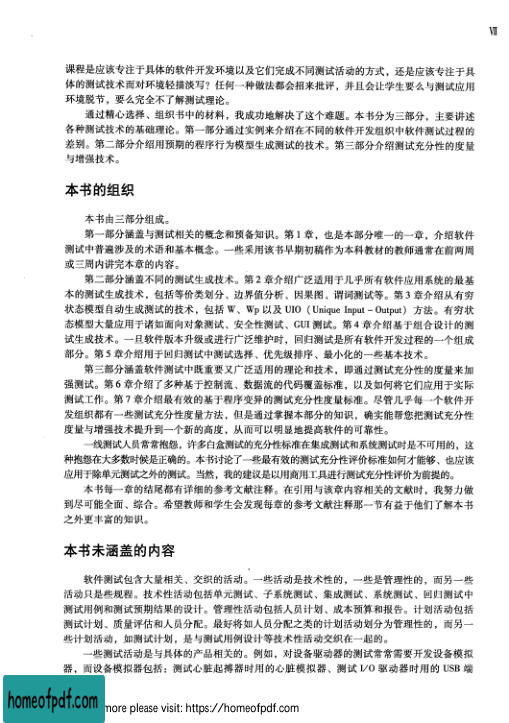 Ⅶ
课程是应该专注于具体的软件开发环境以及它们完成不同测试活动的方式，还是应该专注于具
体的测试技术而对环境轻描淡写？任何一种做法都会招来批评，并且会让学生要么与测试应用
环境脱节，要么完全不了解测试理论。
通过精心选择、组织书中的材料，我成功地解决了这个难题。本书分为三部分，主要讲述
各种测试技术的基础理论。第一部分通过实例来介绍在不同的软件开发组织中软件测试过程的
差别。第二部分介绍用预期的程序行为模型生成测试的技术。第三部分介绍测试充分性的度量
与增强技术。
本书的组织
本书由三部分组成。
第一部分涵盖与测试相关的概念和预备知识。第 1 章，也是本部分唯一的一章，介绍软件
测试中普遍涉及的术语和基本概念。一些采用该书早期初稿作为本科教材的教师通常在前两周
或三周内讲完本章的内容。
第二部分涵盖不同的测试生成技术。第 2 章介绍广泛适用于几乎所有软件应用系统的最基
本的测试生成技术，包括等价类划分、边界值分析、因果图、谓词测试等。第 3 章介绍从有穷
状态模型自动生成测试的技术，包括 W、Wp 以及 UIO（Unique Input – Output）方法。有穷状
态模型大量应用于诸如面向对象测试、安全性测试、GUI 测试。第 4 章介绍基于组合设计的测
试生成技术。一旦软件版本升级或进行广泛维护时，回归测试是所有软件开发过程的一个组成
部分。第 5 章介绍用于回归测试中测试选择、优先级排序、最小化的一些基本技术。
第三部分涵盖软件测试中既重要又广泛适用的理论和技术，即通过测试充分性的度量来加
强测试。第 6 章介绍了多种基于控制流、数据流的代码覆盖标准，以及如何将它们应用于实际
测试工作。第 7 章介绍最有效的基于程序变异的测试充分性度量标准。尽管几乎每一个软件开
发组织都有一些测试充分性度量方法，但是通过掌握本部分的知识，确实能帮您把测试充分性
度量与增强技术提升到一个新的高度，从而可以明显地提高软件的可靠性。
一线测试人员常常抱怨，许多白盒测试的充分性标准在集成测试和系统测试时是不可用的，这
种抱怨在大多数时候是正确的。本书讨论了一些最有效的测试充分性评价标准如何才能够、也应该
应用于除单元测试之外的测试。当然，我的建议是以用商用工具进行测试充分性评价为前提的。
本书每一章的结尾都有详细的参考文献注释。在引用与该章内容相关的文献时，我努力做
到尽可能全面、综合。希望教师和学生会发现每章的参考文献注释那一节有益于他们了解本书
之外更丰富的知识。
本书未涵盖的内容
软件测试包含大量相关、交织的活动。一些活动是技术性的，一些是管理性的，而另一些
活动只是些规程。技术性活动包括单元测试、子系统测试、集成测试、系统测试、回归测试中
测试用例和测试预期结果的设计。管理性活动包括人员计划、成本预算和报告。计划活动包括
测试计划、质量评估和人员分配。最好将如人员分配之类的计划活动划分为管理性的，而另一
些计划活动，如测试计划，是与测试用例设计等技术性活动交织在一起的。
一些测试活动是与具体的产品相关的。例如，对设备驱动器的测试常常需要开发设备模拟
器，而设备模拟器包括：测试心脏起搏器时用的心脏模拟器、测试 I/O 驱动器时用的 USB 端
homeofpdf.com
more please visit: https://homeofpdf.com